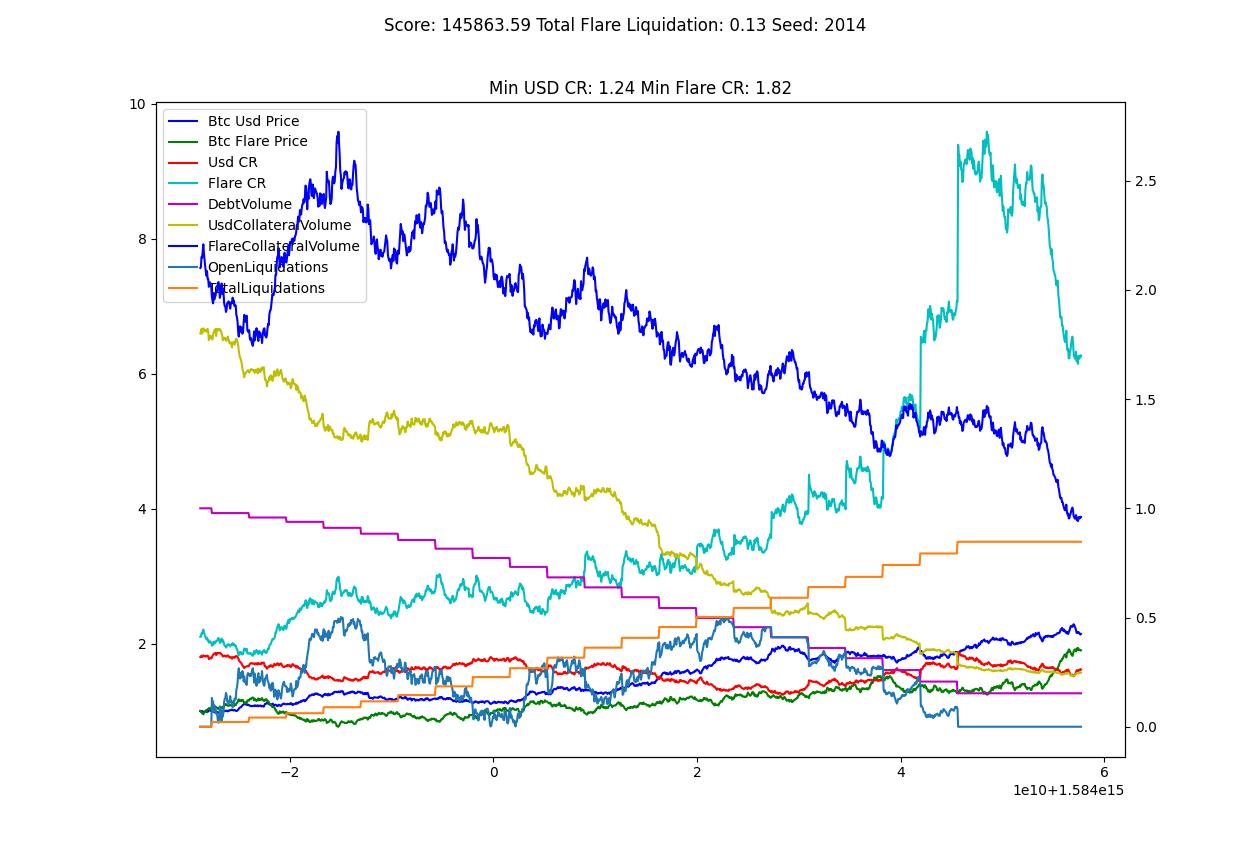 Score: 145863.59 Total Flare Liquidation: 0.13 Seed: 2014
Min USD CR: 1.24 Min Flare CR: 1.82
Btc Usd Price
Btc Flare Price
Usd CR
Flare CR
DebtVolume
UsdCollateralVolume
FlareCollateralVolume
OpenLiquidations
TotalLiquidations
10
8
6
4
2
2.5
2.0
1.5
1.0
0.5
0.0
−2 0 2 4 6
1e10+1.584e15